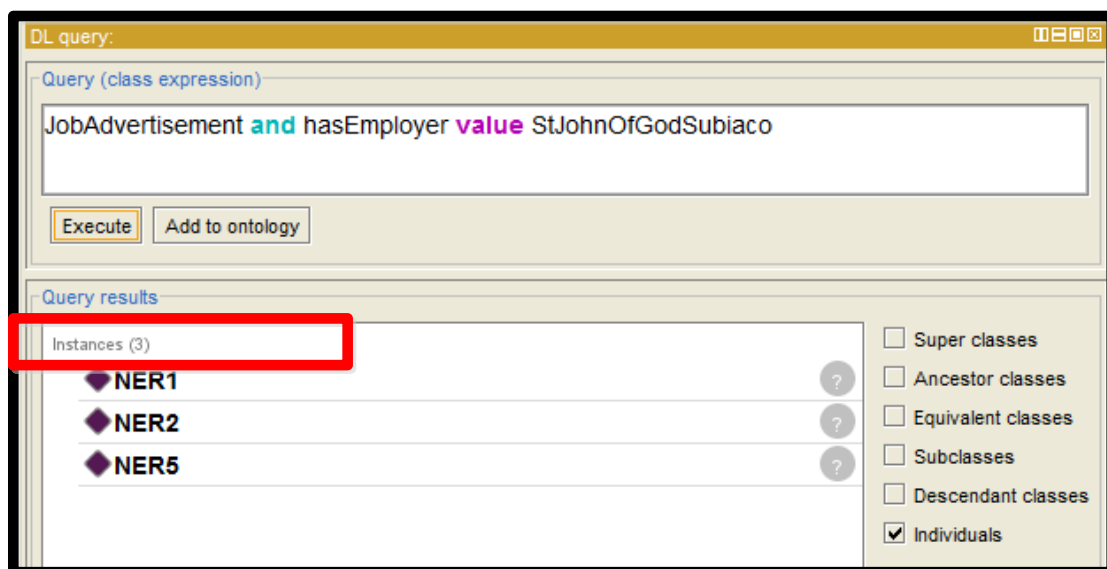 DL query:
Query (class expression)
JobAdvertisement and hasEmployer value StJohnOfGodSubiaco
Execute Add to ontology
Query results
Instances (3)
Super classes
NER1 ? Ancestor classes
NER2 ? Equivalent classes
NER5 ? Subclasses
Descendant classes
Individuals